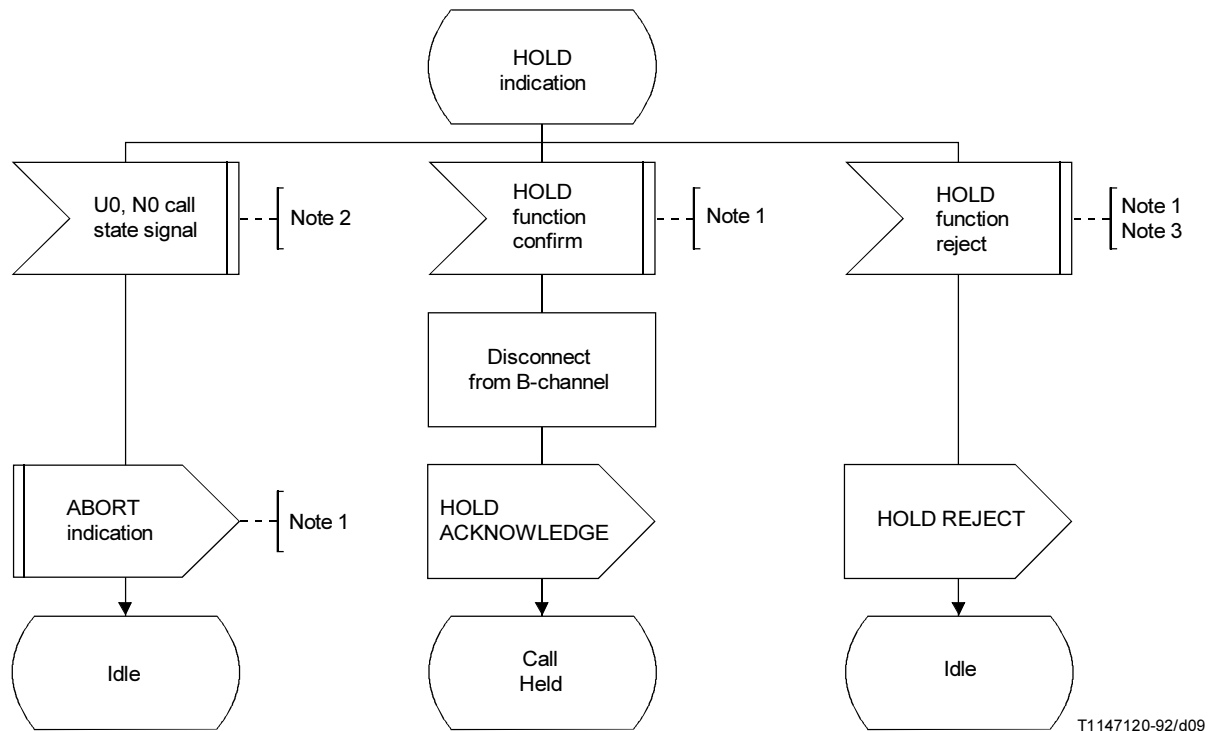 HOLD
indication
U0, N0 call
state signal
Note 2
HOLD
function
confirm
Note 1
HOLD
function
reject
Note 1
Note 3
Disconnect
from B-channel
ABORT
indication
Note 1
HOLD
ACKNOWLEDGE
HOLD REJECT
Idle
Call
Held
Idle
T1147120-92/d09